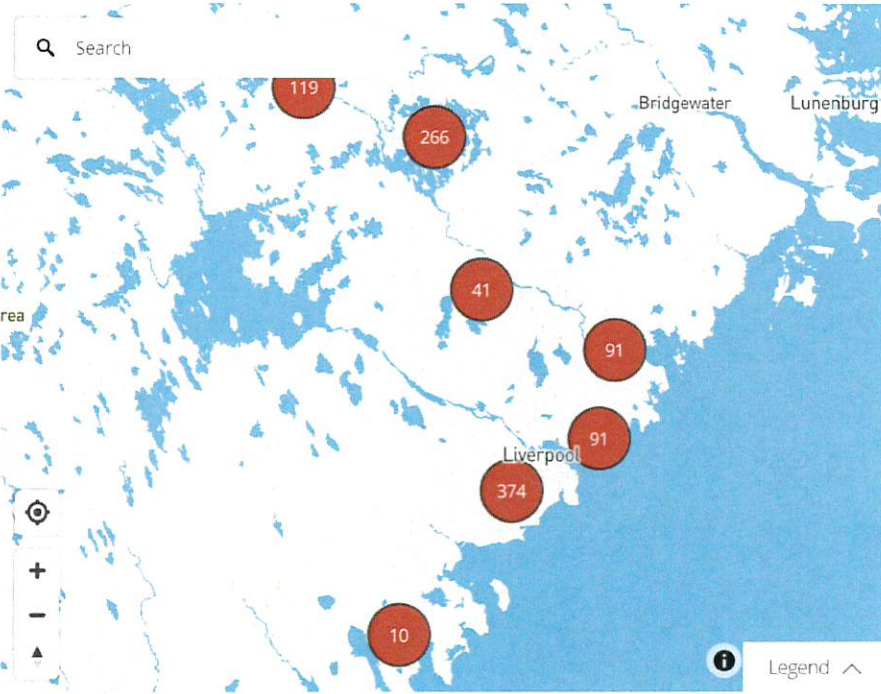 Search
119
266
Bridgewater
Lunenburg
41
rea
91
91
Liverpool
374
10
Legend